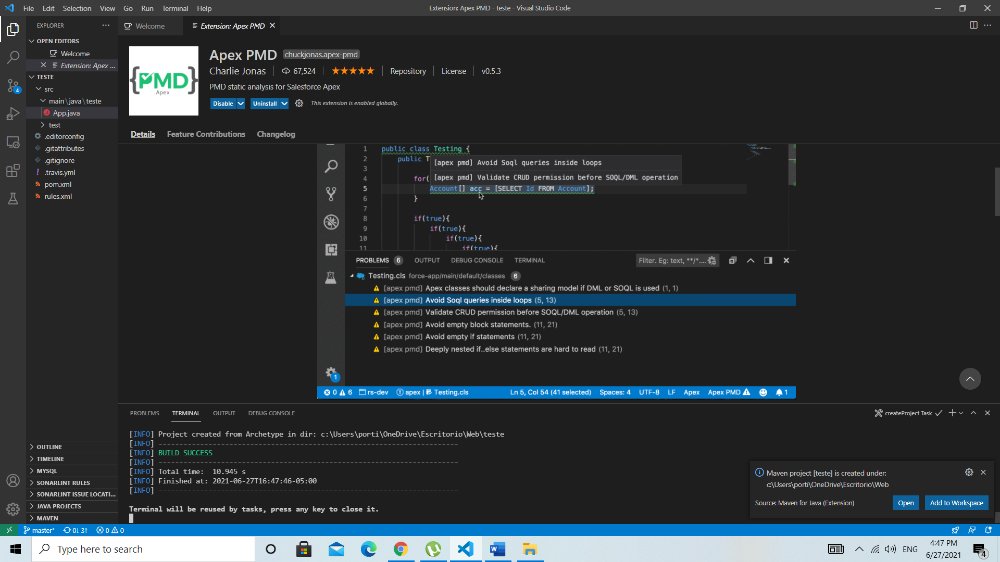 File Edit Selection View Go Run Terminal Help
Extension: Apex PMD - teste - Visual Studio Code
EXPLORER
OPEN EDITORS
Welcome
Extension: Apex ...
TESTE
src
main\java\teste
App.java
test
.editorconfig
.gitattributes
.gitignore
.travis.yml
pom.xml
rules.xml
OUTLINE
TIMELINE
MYSQL
SONARLINT RULES
SONARLINT ISSUE LOCATI...
JAVA PROJECTS
MAVEN
4
Welcome
Extension: Apex PMD
{PMD}
Apex
Apex PMD chuckjonas.apex-pmd
Charlie Jonas 67,524 Repository License v0.5.3
PMD static analysis for Salesforce Apex
Disable Uninstall This extension is enabled globally.
Details Feature Contributions Changelog
1 public class Testing {
2 public T
[apex pmd] Avoid Soql queries inside loops
3
4 for(
[apex pmd] Validate CRUD permission before SOQL/DML operation
5 Account[] acc = [SELECT Id FROM Account];
6 }
7
8 if(true){
9 if(true){
10 if(true){
11 if(true){
PROBLEMS 6 OUTPUT DEBUG CONSOLE TERMINAL Filter. Eg: text, **/*....
Testing.cls force-app/main/default/classes 6
[apex pmd] Apex classes should declare a sharing model if DML or SOQL is used (1, 1)
[apex pmd] Avoid Soql queries inside loops (5, 13)
[apex pmd] Validate CRUD permission before SOQL/DML operation (5, 13)
[apex pmd] Avoid empty block statements. (11, 21)
[apex pmd] Avoid empty if statements (11, 21)
[apex pmd] Deeply nested if..else statements are hard to read (11, 21)
1
0 6 rs-dev apex | Testing.cls Ln 5, Col 54 (41 selected) Spaces: 4 UTF-8 LF Apex Apex PMD 1
PROBLEMS TERMINAL OUTPUT DEBUG CONSOLE createProject Task
[INFO] Project created from Archetype in dir: c:\Users\porti\OneDrive\Escritorio\Web\teste
[INFO] ------------------------------------------------------------------------
[INFO] BUILD SUCCESS
[INFO] ------------------------------------------------------------------------
[INFO] Total time:  10.945 s
[INFO] Finished at: 2021-06-27T16:47:46-05:00
[INFO] ------------------------------------------------------------------------
Terminal will be reused by tasks, press any key to close it.
Maven project [teste] is created under:
c:\Users\porti\OneDrive\Escritorio\Web
Source: Maven for Java (Extension) Open Add to Workspace
master* 0↓ 3↑ 0 0
Type here to search
W
ENG
4:47 PM
6/27/2021
4